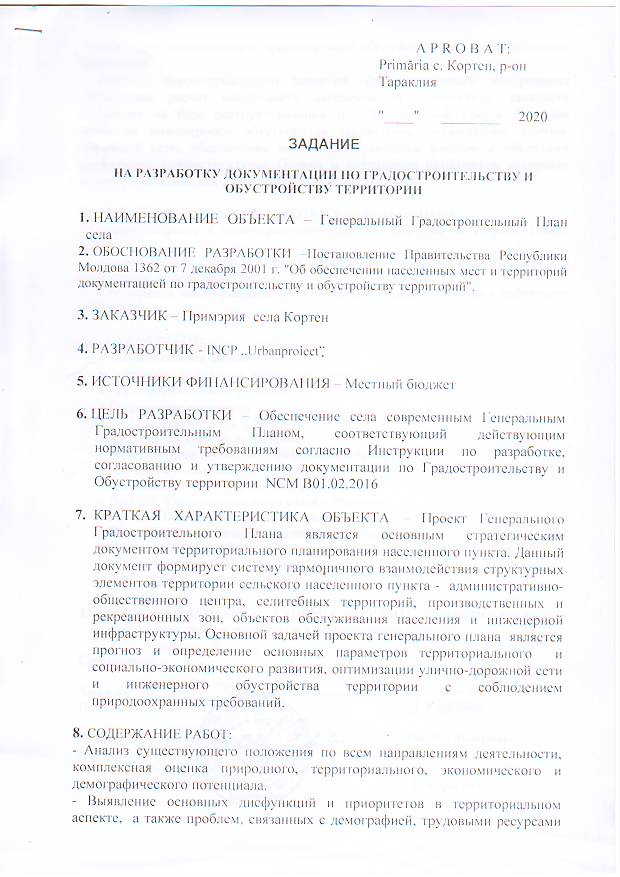 A P R O B A T:
Primăria с. Кортен, р-он
Тараклия
"____" ________ 2020
ЗАДАНИЕ
НА РАЗРАБОТКУ ДОКУМЕНТАЦИИ ПО ГРАДОСТРОИТЕЛЬСТВУ И
ОБУСТРОЙСТВУ ТЕРРИТОРИИ
1. НАИМЕНОВАНИЕ ОБЪЕКТА – Генеральный Градостроительный План
села
2. ОБОСНОВАНИЕ РАЗРАБОТКИ –Постановление Правительства Республики
Молдова 1362 от 7 декабря 2001 г. "Об обеспечении населенных мест и территорий
документацией по градостроительству и обустройству территорий".
3. ЗАКАЗЧИК – Примэрия села Кортен
4. РАЗРАБОТЧИК - INCP „Urbanproiect";
5. ИСТОЧНИКИ ФИНАНСИРОВАНИЯ – Местный бюджет
6. ЦЕЛЬ РАЗРАБОТКИ – Обеспечение села современным Генеральным
Градостроительным Планом, соответствующий действующим
нормативным требованиям согласно Инструкции по разработке,
согласованию и утверждению документации по Градостроительству и
Обустройству территории NCM B01.02.2016
7. КРАТКАЯ ХАРАКТЕРИСТИКА ОБЪЕКТА – Проект Генерального
Градостроительного Плана является основным стратегическим
документом территориального планирования населенного пункта. Данный
документ формирует систему гармоничного взаимодействия структурных
элементов территории сельского населенного пункта - административно-
общественного центра, селитебных территорий, производственных и
рекреационных зон, объектов обслуживания населения и инженерной
инфраструктуры. Основной задачей проекта генерального плана является
прогноз и определение основных параметров территориального и
социально-экономического развития, оптимизации улично-дорожной сети
и инженерного обустройства территории с соблюдением
природоохранных требований.
8. СОДЕРЖАНИЕ РАБОТ:
- Анализ существующего положения по всем направлениям деятельности,
комплексная оценка природного, территориального, экономического и
демографического потенциала.
- Выявление основных дисфункций и приоритегов в территориальном
аспекте, а также проблем, связанных с демографией, трудовыми ресурсами